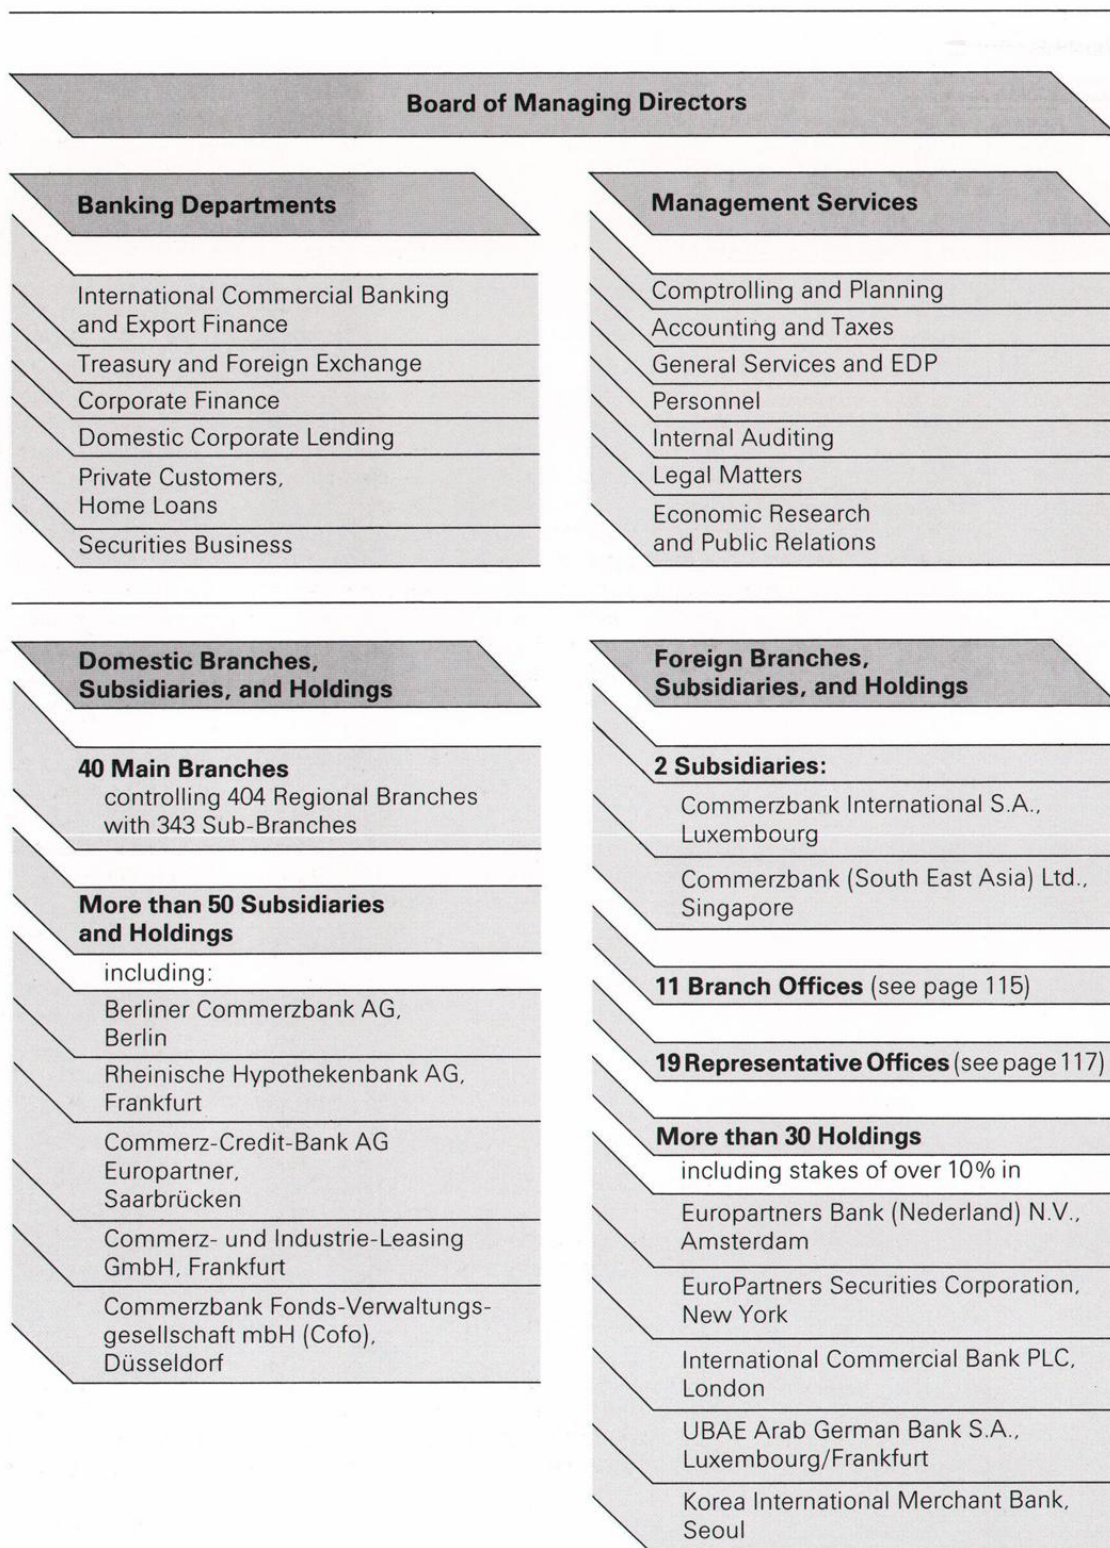 Board of Managing Directors
Banking Departments
International Commercial Banking
and Export Finance
Treasury and Foreign Exchange
Corporate Finance
Domestic Corporate Lending
Private Customers,
Home Loans
Securities Business
Management Services
Comptrolling and Planning
Accounting and Taxes
General Services and EDP
Personnel
Internal Auditing
Legal Matters
Economic Research
and Public Relations
Domestic Branches,
Subsidiaries, and Holdings
40 Main Branches
controlling 404 Regional Branches
with 343 Sub-Branches
More than 50 Subsidiaries
and Holdings
including:
Berliner Commerzbank AG,
Berlin
Rheinische Hypothekenbank AG,
Frankfurt
Commerz-Credit-Bank AG
Europartner,
Saarbrücken
Commerz- und Industrie-Leasing
GmbH, Frankfurt
Commerzbank Fonds-Verwaltungs-
gesellschaft mbH (Cofo),
Düsseldorf
Foreign Branches,
Subsidiaries, and Holdings
2 Subsidiaries:
Commerzbank International S.A.,
Luxembourg
Commerzbank (South East Asia) Ltd.,
Singapore
11 Branch Offices (see page 115)
19 Representative Offices (see page 117)
More than 30 Holdings
including stakes of over 10% in
Europartners Bank (Nederland) N.V.,
Amsterdam
EuroPartners Securities Corporation,
New York
International Commercial Bank PLC,
London
UBAE Arab German Bank S.A.,
Luxembourg/Frankfurt
Korea International Merchant Bank,
Seoul